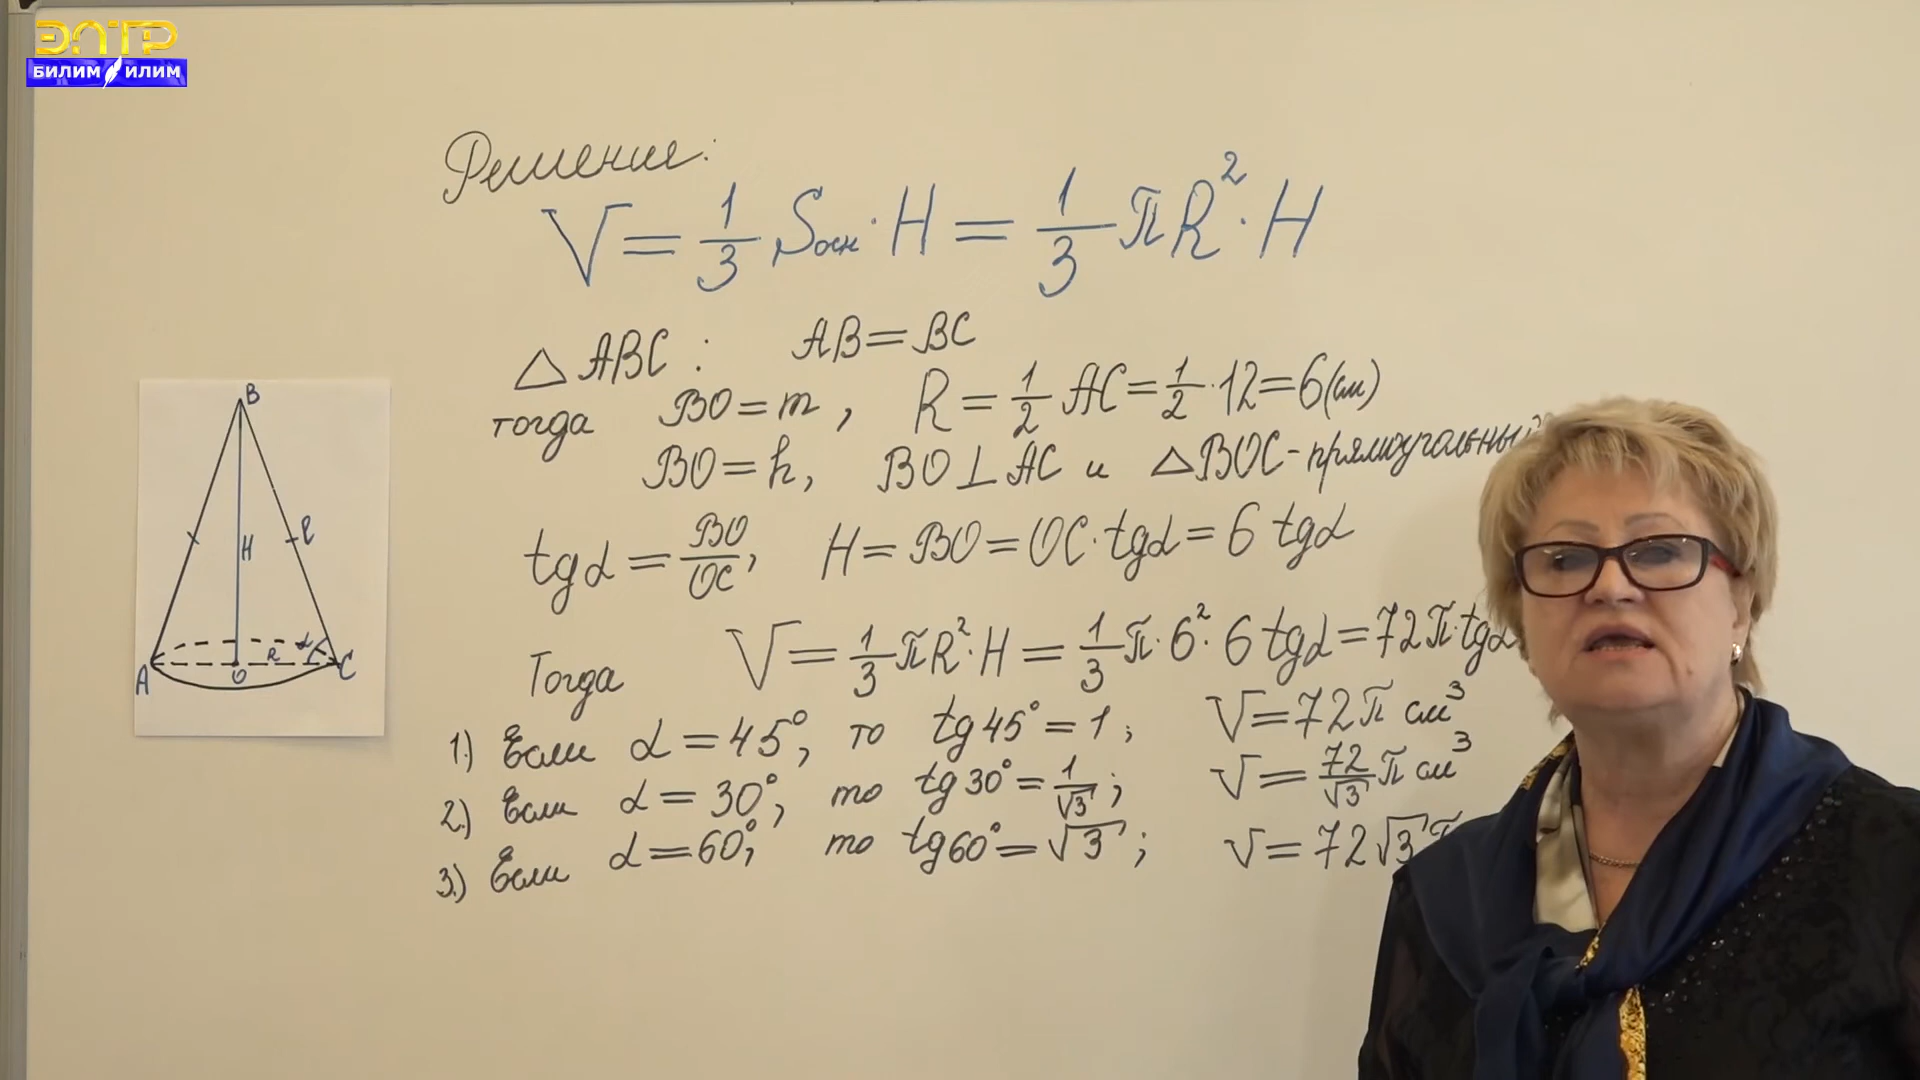 ЭЛТР
БИЛИМ ИЛИМ
Решение:
V = 1/3 Sосн · H = 1/3 πR² · H
△ABC : AB = BC
тогда BO = m, R = 1/2 AC = 1/2 · 12 = 6 (см)
BO = h, BO ⊥ AC и △BOC - прямоугольный
tgα = BO/OC, H = BO = OC · tgα = 6 tgα
Тогда V = 1/3 πR² · H = 1/3 π · 6² · 6 tgα = 72π · tgα
1.) Если α = 45°, то tg45° = 1; V = 72π см³
2.) Если α = 30°, то tg30° = 1/√3; V = 72/√3 π см³
3.) Если α = 60°, то tg60° = √3; V = 72√3 π
B
H
l
R
α
A
O
C